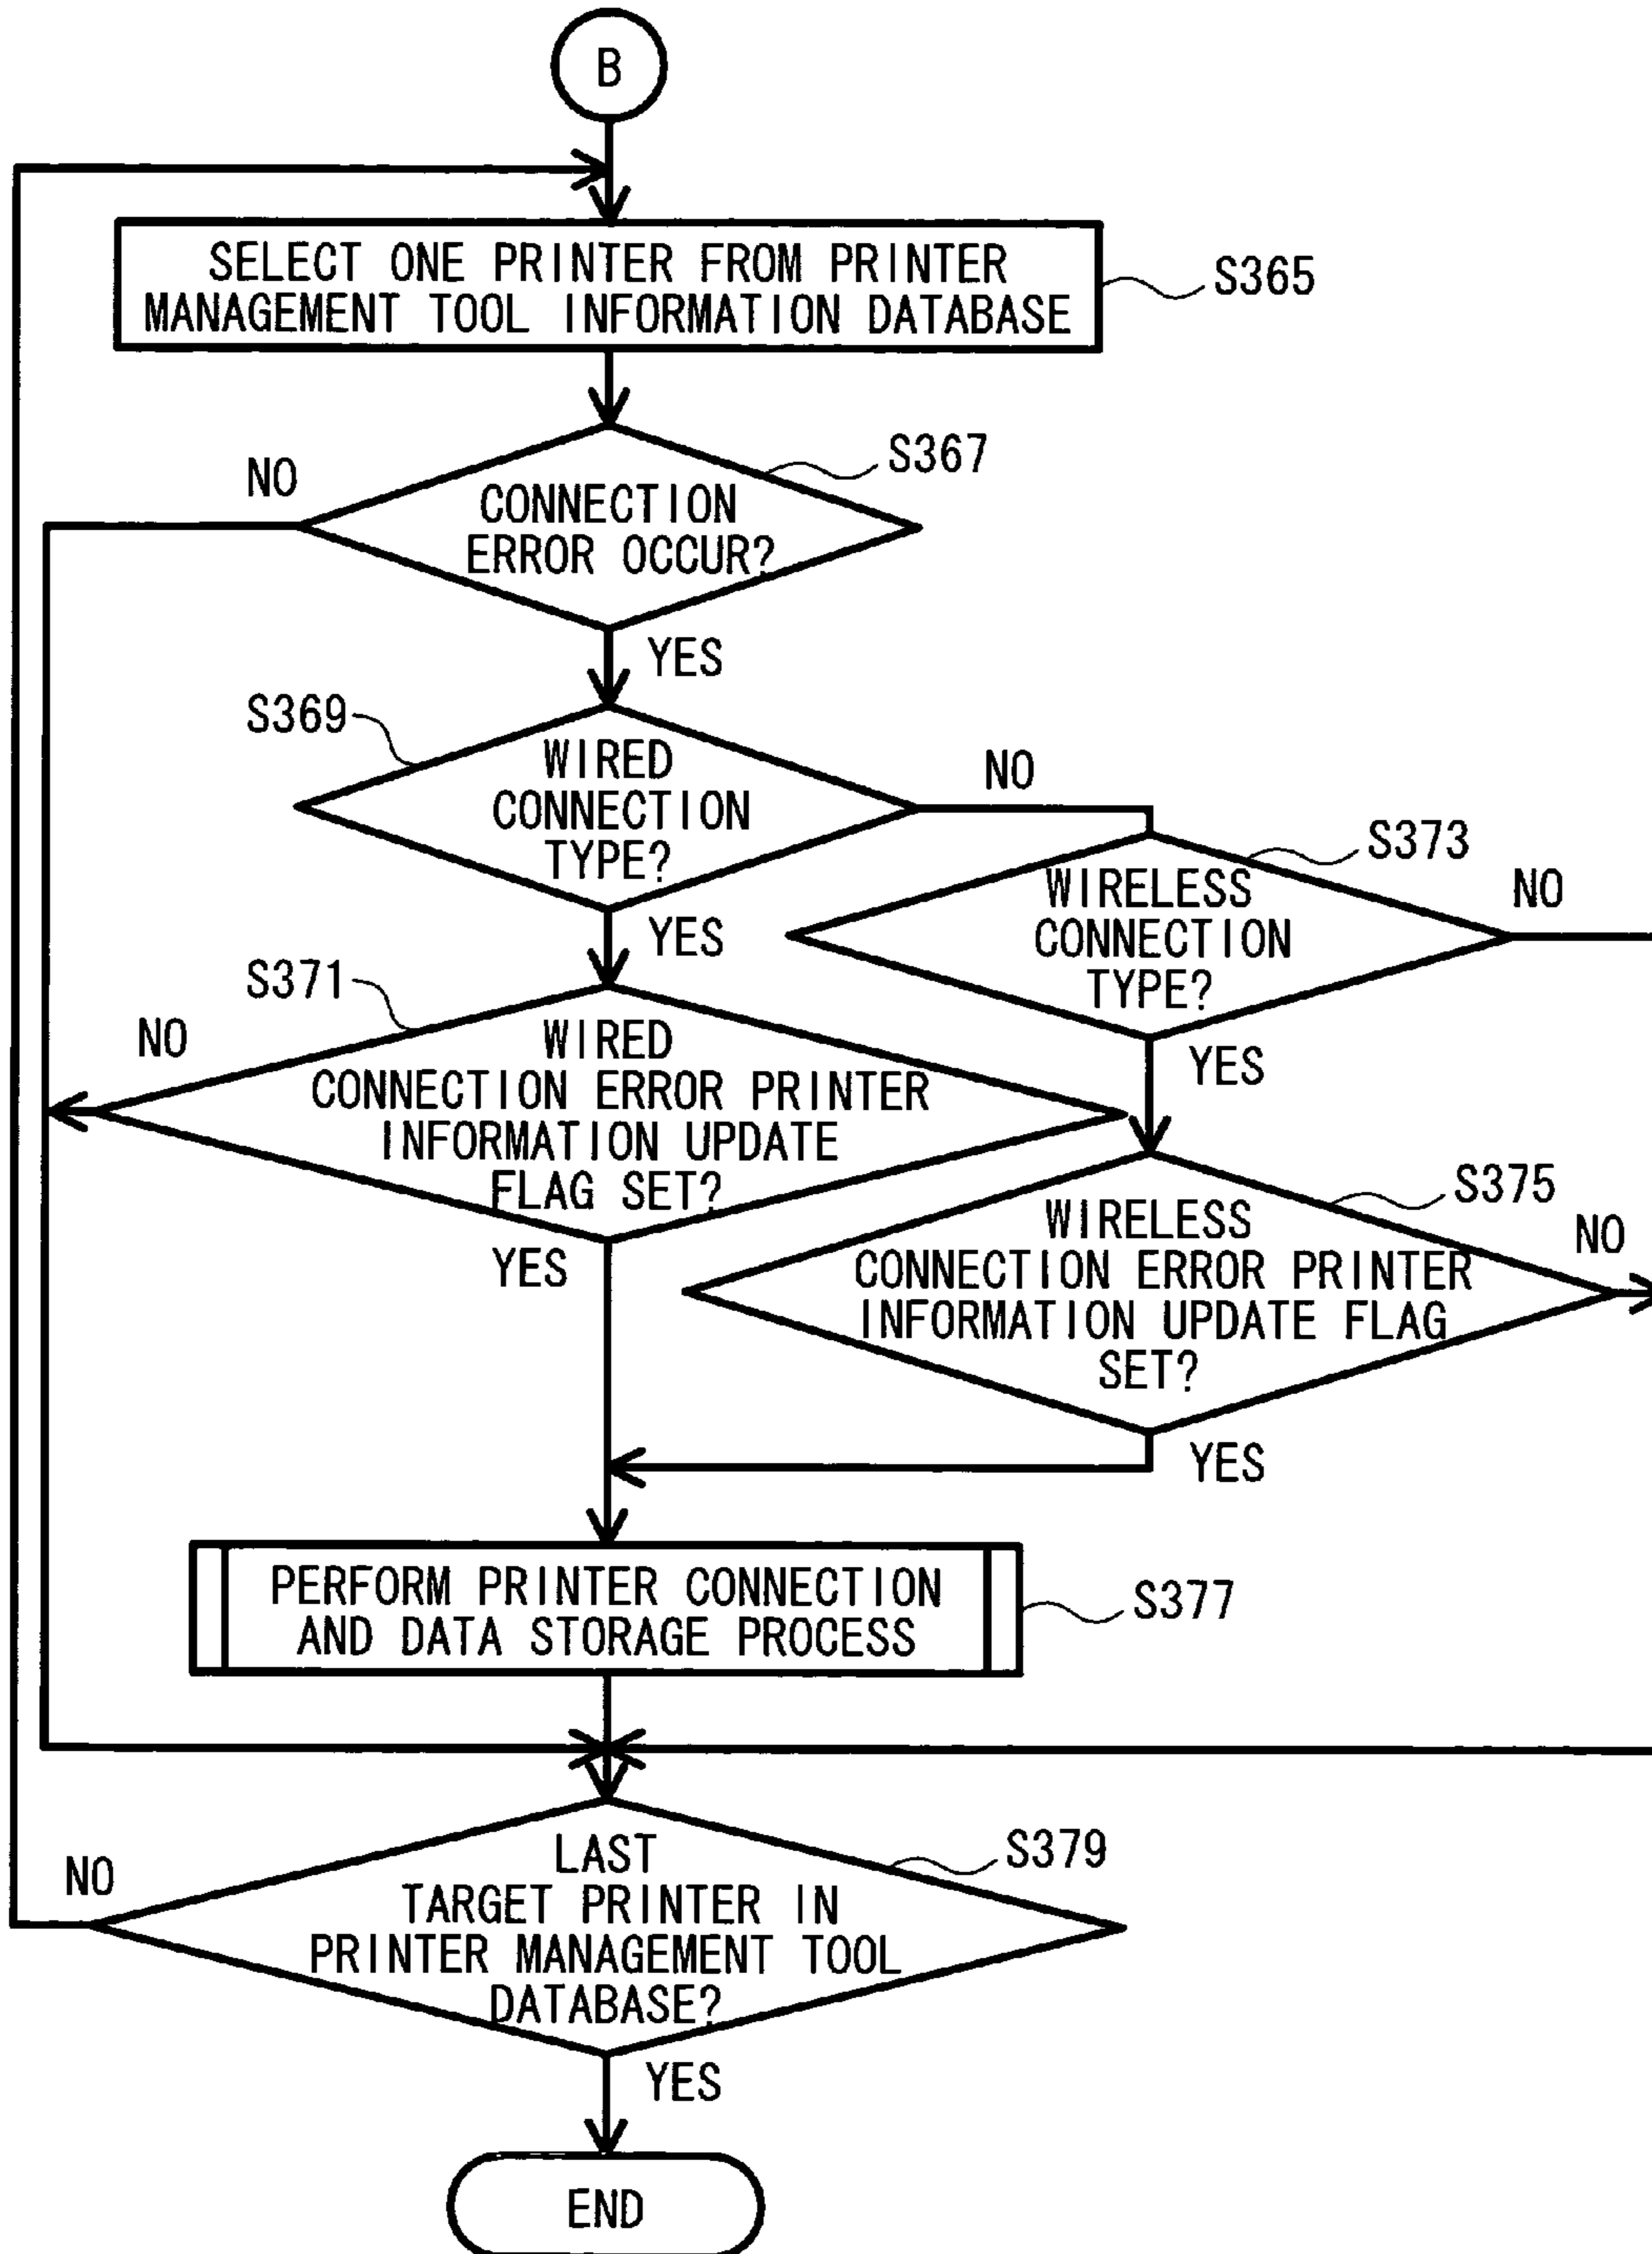 B
SELECT ONE PRINTER FROM PRINTER
MANAGEMENT TOOL INFORMATION DATABASE
S365
S367
NO
CONNECTION
ERROR OCCUR?
YES
S369
WIRED
CONNECTION
TYPE?
NO
S373
WIRELESS
CONNECTION
TYPE?
NO
YES
YES
S371
NO
WIRED
CONNECTION ERROR PRINTER
INFORMATION UPDATE
FLAG SET?
YES
S375
WIRELESS
CONNECTION ERROR PRINTER
INFORMATION UPDATE FLAG
SET?
NO
YES
PERFORM PRINTER CONNECTION
AND DATA STORAGE PROCESS
S377
S379
NO
LAST
TARGET PRINTER IN
PRINTER MANAGEMENT TOOL
DATABASE?
YES
END